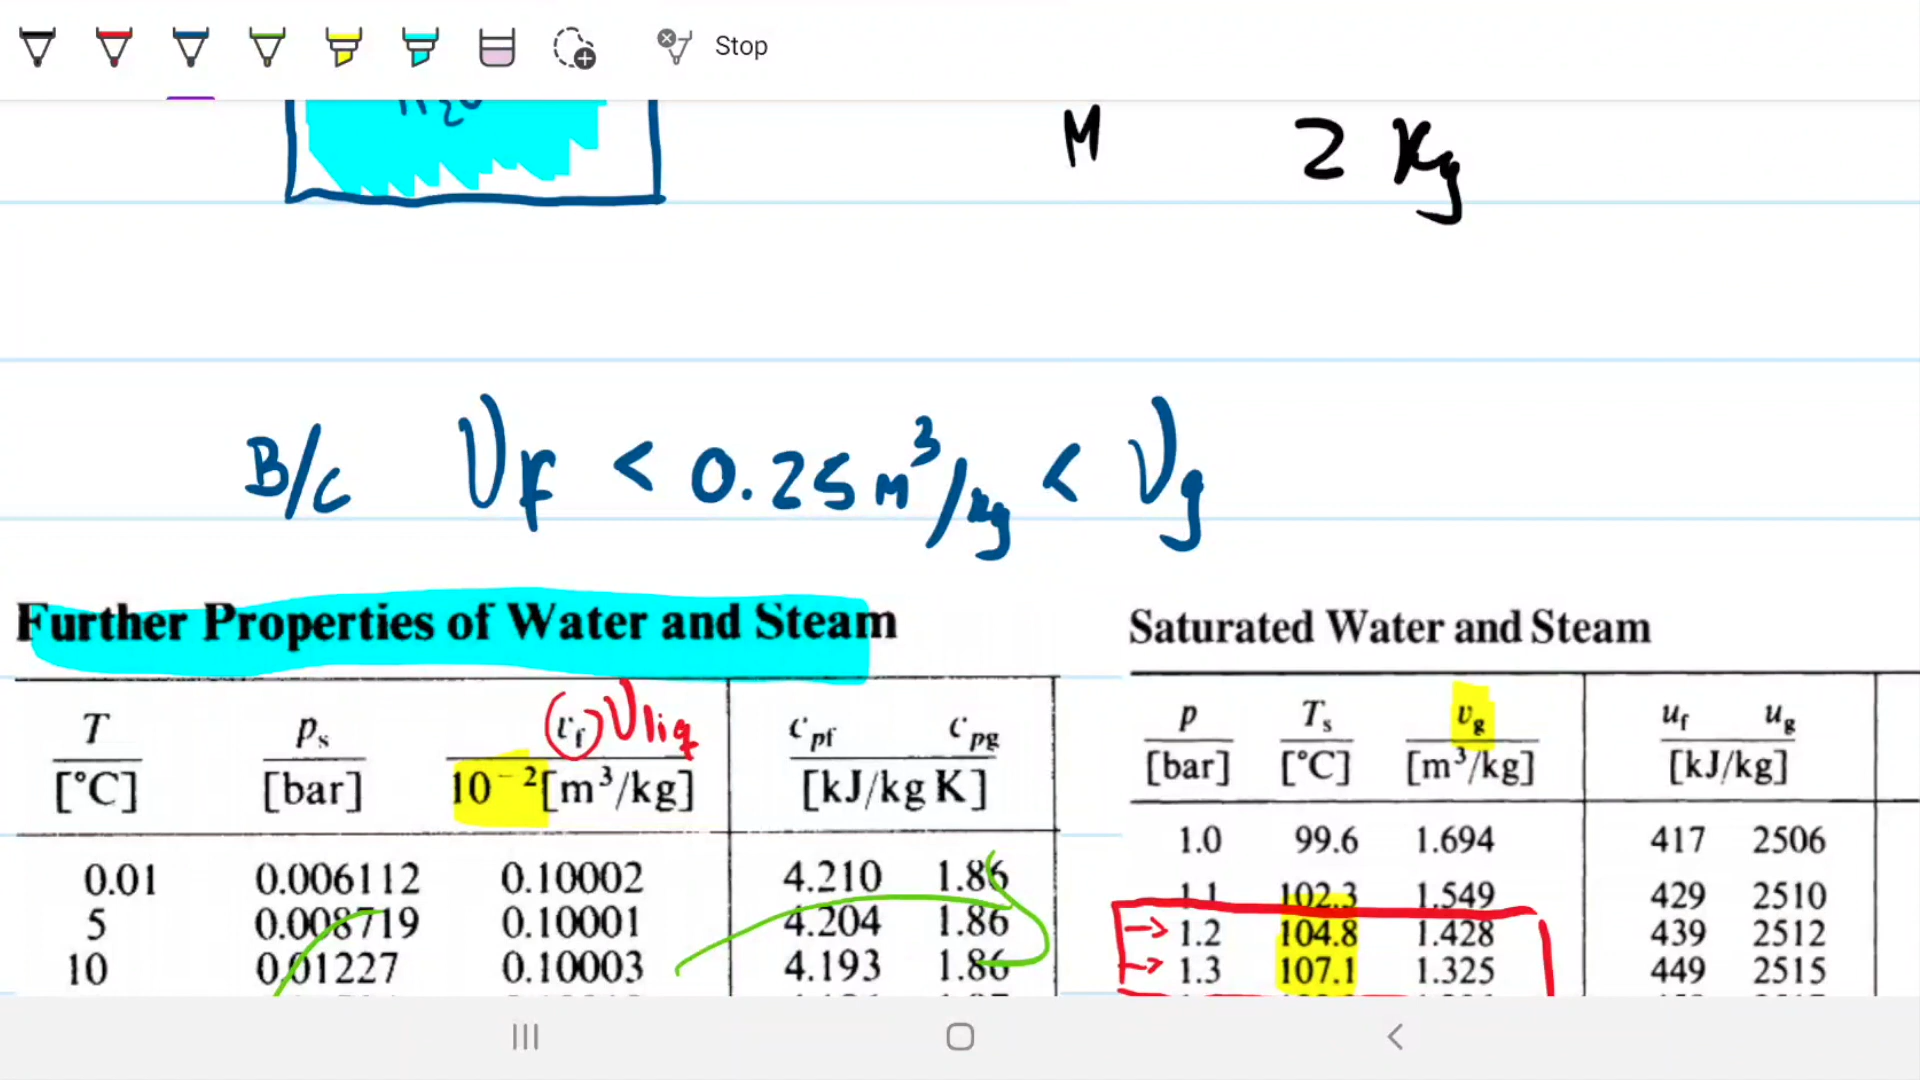 Stop
H₂O
M 2 kg
B/C νf < 0.25 m³/kg < νg
Further Properties of Water and Steam
T [°C] pₛ [bar] v_f νliq 10⁻²[m³/kg] c_pf c_pg [kJ/kg K]
0.01 0.006112 0.10002 4.210 1.86
5 0.008719 0.10001 4.204 1.86
10 0.01227 0.10003 4.193 1.86
Saturated Water and Steam
p [bar] Tₛ [°C] v_g [m³/kg] u_f u_g [kJ/kg]
1.0 99.6 1.694 417 2506
1.1 102.3 1.549 429 2510
→ 1.2 104.8 1.428 439 2512
→ 1.3 107.1 1.325 449 2515